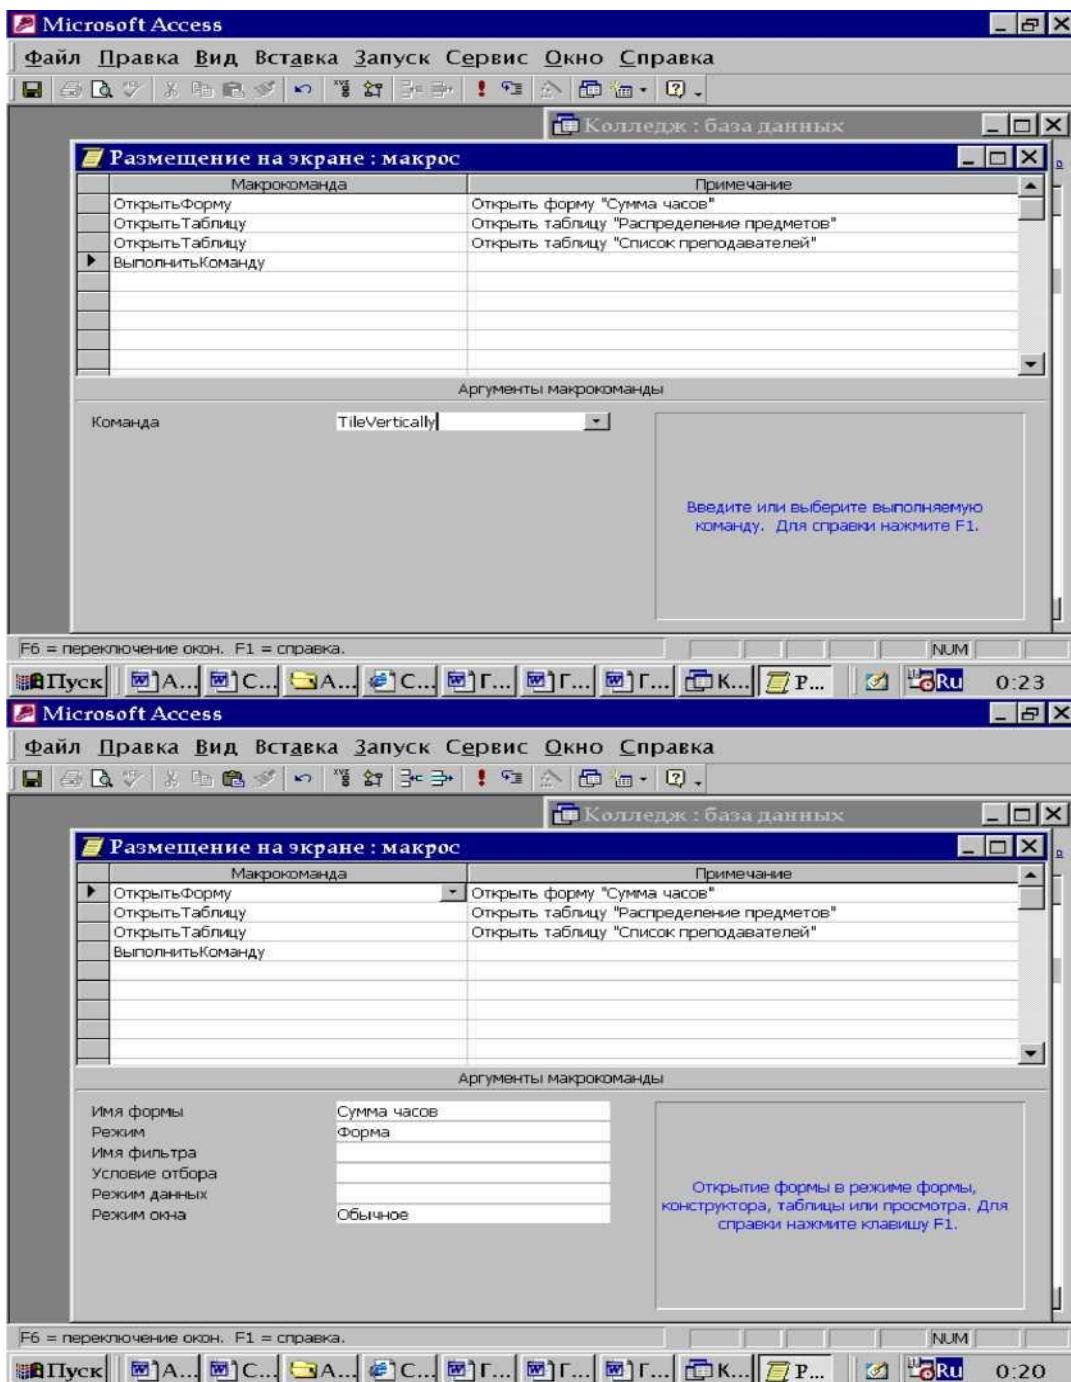 Microsoft Access
Файл Правка Вид Вставка Запуск Сервис Окно Справка
Колледж : база данных
Размещение на экране : макрос
Макрокоманда Примечание
ОткрытьФорму Открыть форму "Сумма часов"
ОткрытьТаблицу Открыть таблицу "Распределение предметов"
ОткрытьТаблицу Открыть таблицу "Список преподавателей"
ВыполнитьКоманду
Аргументы макрокоманды
Команда TileVertically
Введите или выберите выполняемую
команду. Для справки нажмите F1.
F6 = переключение окон. F1 = справка. NUM
Пуск А... С... А... С... Г... Г... Г... К... Р... Ru 0:23
Microsoft Access
Файл Правка Вид Вставка Запуск Сервис Окно Справка
Колледж : база данных
Размещение на экране : макрос
Макрокоманда Примечание
ОткрытьФорму Открыть форму "Сумма часов"
ОткрытьТаблицу Открыть таблицу "Распределение предметов"
ОткрытьТаблицу Открыть таблицу "Список преподавателей"
ВыполнитьКоманду
Аргументы макрокоманды
Имя формы Сумма часов
Режим Форма
Имя фильтра
Условие отбора
Режим данных
Режим окна Обычное
Открытие формы в режиме формы,
конструктора, таблицы или просмотра. Для
справки нажмите клавишу F1.
F6 = переключение окон. F1 = справка. NUM
Пуск А... С... А... С... Г... Г... Г... К... Р... Ru 0:20